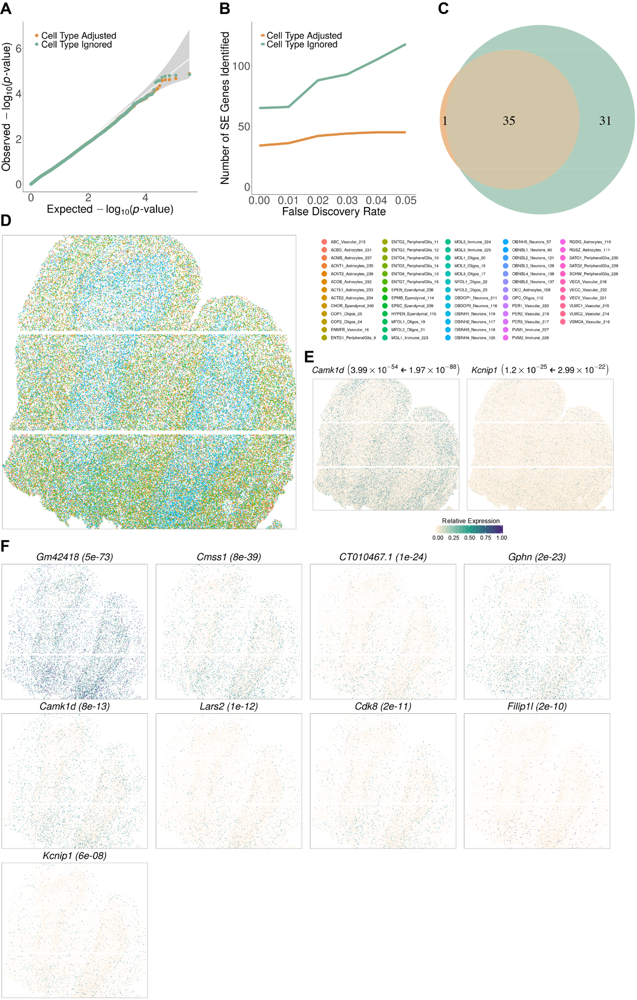 A
Cell Type Adjusted
Cell Type Ignored
Observed − log10(p-value)
6
4
2
0
0 2 4
Expected − log10(p-value)
B
Cell Type Adjusted
Cell Type Ignored
Number of SE Genes Identified
100
50
0
0.00 0.01 0.02 0.03 0.04 0.05
False Discovery Rate
C
1 35 31
D
ABC_Vascular_213
ACBG_Astrocytes_231
ACMB_Astrocytes_237
ACNT1_Astrocytes_235
ACNT2_Astrocytes_236
ACOB_Astrocytes_232
ACTE1_Astrocytes_233
ACTE2_Astrocytes_234
CHOR_Ependymal_240
COP1_Oligos_25
COP2_Oligos_24
ENMFB_Vascular_16
ENTG1_PeripheralGlia_9
ENTG2_PeripheralGlia_11
ENTG3_PeripheralGlia_12
ENTG4_PeripheralGlia_10
ENTG5_PeripheralGlia_14
ENTG6_PeripheralGlia_13
ENTG7_PeripheralGlia_15
EPEN_Ependymal_238
EPMB_Ependymal_114
EPSC_Ependymal_239
HYPEN_Ependymal_115
MFOL1_Oligos_19
MFOL2_Oligos_21
MGL1_Immune_223
MGL2_Immune_224
MGL3_Immune_225
MOL1_Oligos_20
MOL2_Oligos_18
MOL3_Oligos_17
NFOL1_Oligos_22
NFOL2_Oligos_23
OBDOP1_Neurons_211
OBDOP2_Neurons_116
OBINH1_Neurons_119
OBINH2_Neurons_117
OBINH3_Neurons_118
OBINH4_Neurons_120
OBINH5_Neurons_57
OBNBL1_Neurons_90
OBNBL2_Neurons_121
OBNBL3_Neurons_128
OBNBL4_Neurons_138
OBNBL5_Neurons_137
OEC_Astrocytes_108
OPC_Oligos_112
PER1_Vascular_220
PER2_Vascular_219
PER3_Vascular_217
PVM1_Immune_227
PVM2_Immune_226
RGDG_Astrocytes_110
RGSZ_Astrocytes_111
SATG1_PeripheralGlia_230
SATG2_PeripheralGlia_229
SCHW_PeripheralGlia_228
VECA_Vascular_218
VECC_Vascular_222
VECV_Vascular_221
VLMC1_Vascular_215
VLMC2_Vascular_214
VSMCA_Vascular_216
E
Camk1d (3.99 × 10−54 ← 1.97 × 10−88)
Kcnip1 (1.2 × 10−25 ← 2.99 × 10−22)
Relative Expression
0.00 0.25 0.50 0.75 1.00
F
Gm42418 (5e-73)
Cmss1 (8e-39)
CT010467.1 (1e-24)
Gphn (2e-23)
Camk1d (8e-13)
Lars2 (1e-12)
Cdk8 (2e-11)
Filip1l (2e-10)
Kcnip1 (6e-08)